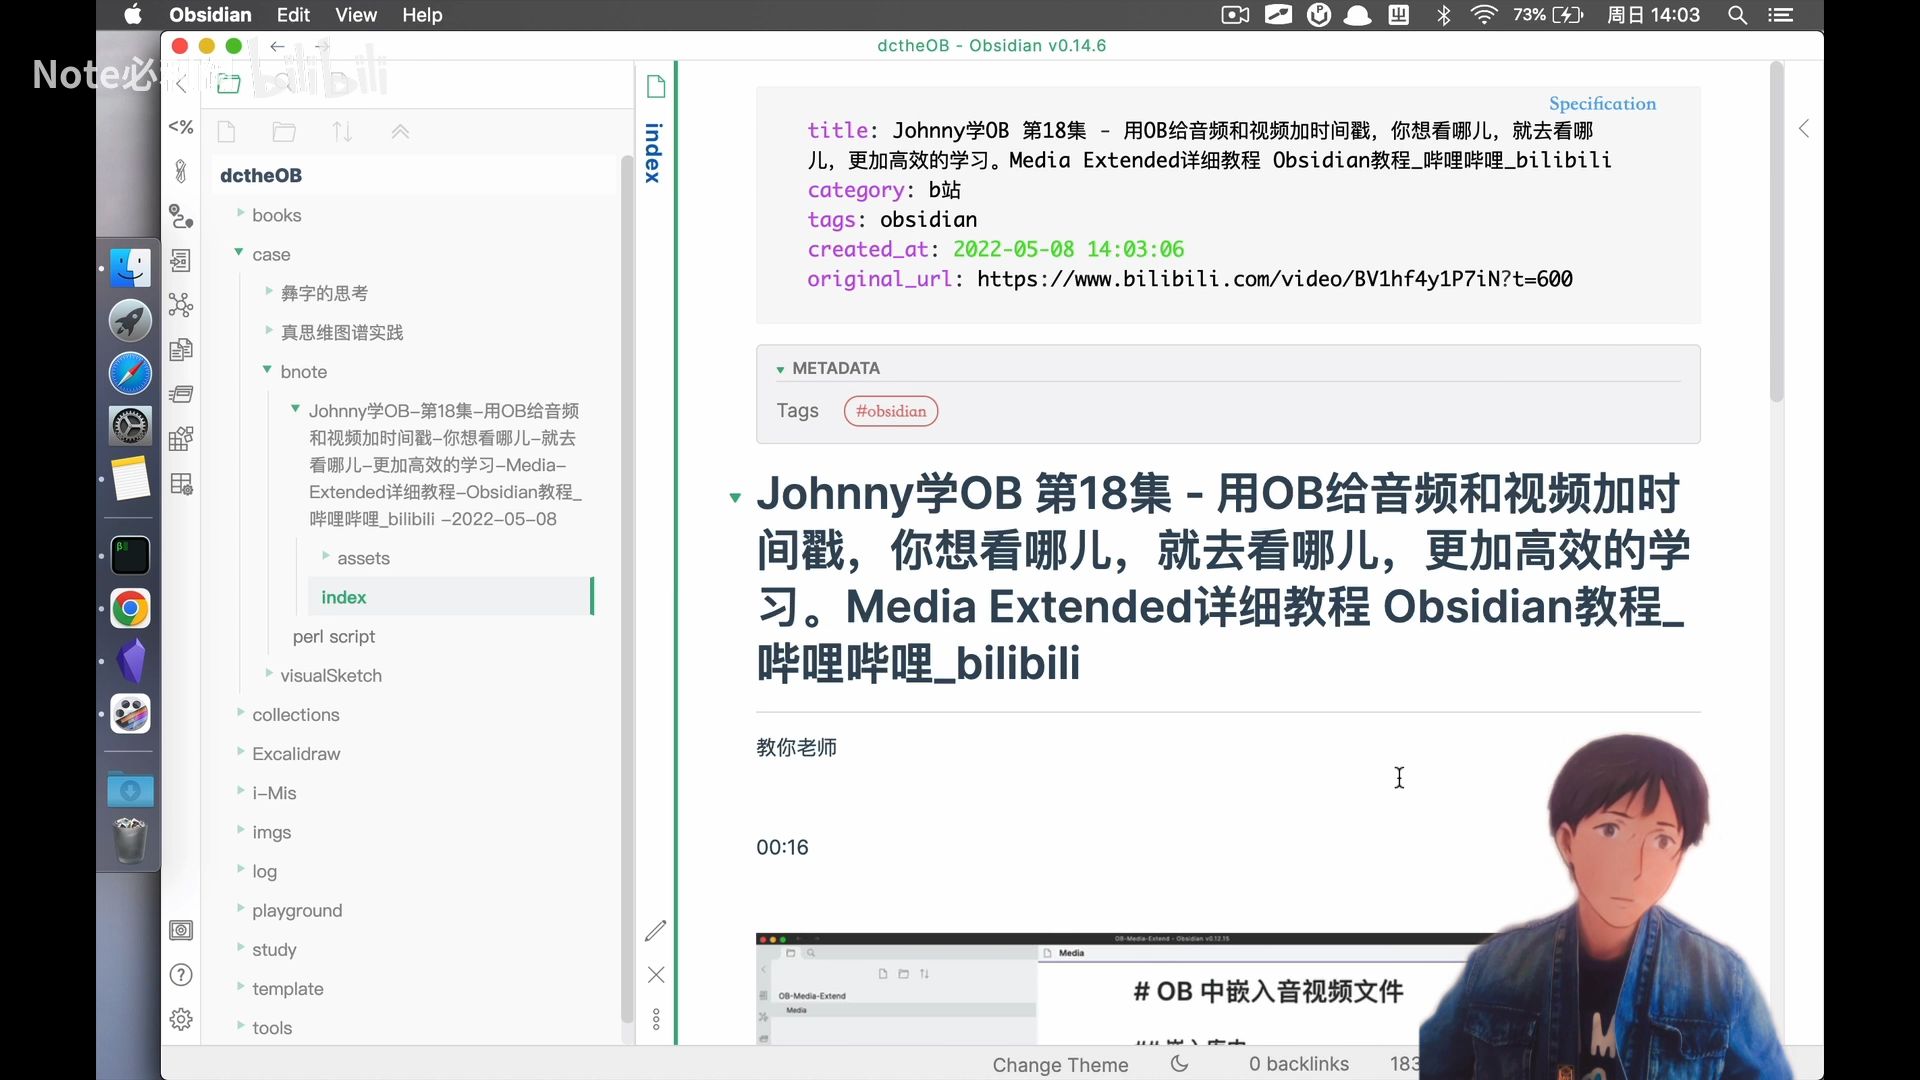 Obsidian Edit View Help
73% 周日 14:03
Note必
bilibili
dctheOB - Obsidian v0.14.6
<%
dctheOB
books
case
彝字的思考
真思维图谱实践
bnote
Johnny学OB-第18集-用OB给音频
和视频加时间戳-你想看哪儿-就去
看哪儿-更加高效的学习-Media-
Extended详细教程-Obsidian教程_
哔哩哔哩_bilibili -2022-05-08
assets
index
perl script
visualSketch
collections
Excalidraw
i-Mis
imgs
log
playground
study
template
tools
index
Specification
title: Johnny学OB 第18集 - 用OB给音频和视频加时间戳，你想看哪儿，就去看哪
儿，更加高效的学习。Media Extended详细教程 Obsidian教程_哔哩哔哩_bilibili
category: b站
tags: obsidian
created_at: 2022-05-08 14:03:06
original_url: https://www.bilibili.com/video/BV1hf4y1P7iN?t=600
METADATA
Tags #obsidian
Johnny学OB 第18集 - 用OB给音频和视频加时
间戳，你想看哪儿，就去看哪儿，更加高效的学
习。Media Extended详细教程 Obsidian教程_
哔哩哔哩_bilibili
教你老师
00:16
OB-Media-Extend - Obsidian v0.12.15
Media
OB-Media-Extend
Media
# OB 中嵌入音视频文件
Change Theme 0 backlinks 183